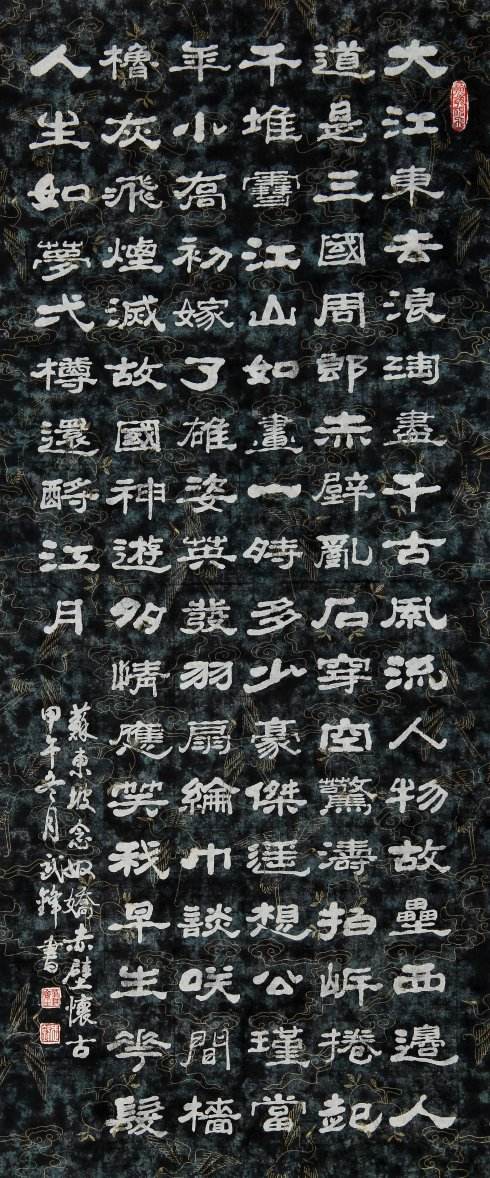 大江東去浪淘盡千古風流人物故壘西邊人
道是三國周郎赤壁亂石穿空驚濤拍岸捲起
千堆雪江山如畫一時多少豪傑遙想公瑾當
年小喬初嫁了雄姿英發羽扇綸巾談咲間檣
櫓灰飛煙滅故國神遊多情應笑我早生華髮
人生如夢弌樽還酹江月
蘇東坡念奴嬌赤壁懷古
甲午冬月武鋒書